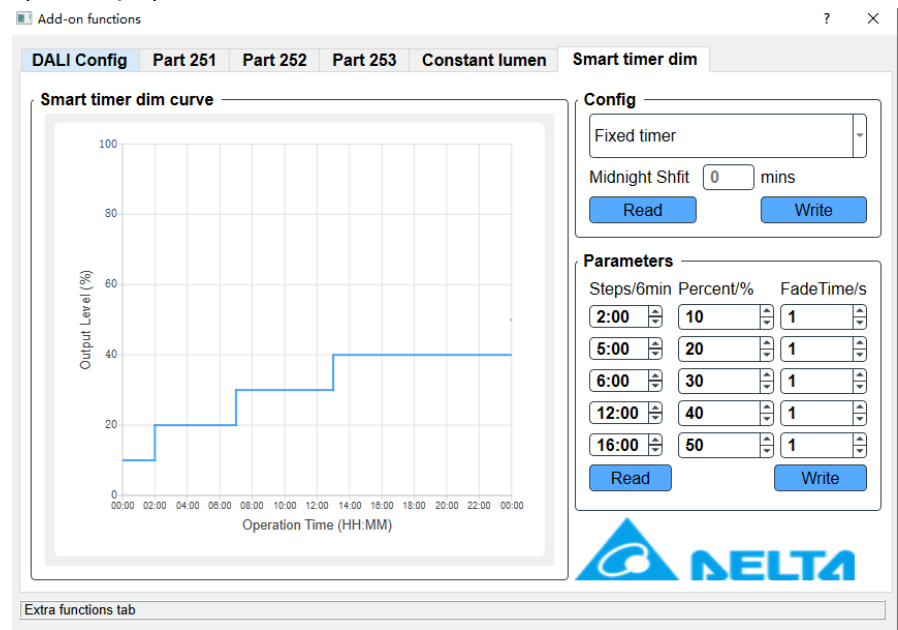 Add-on functions ? ×
DALI Config Part 251 Part 252 Part 253 Constant lumen Smart timer dim
Smart timer dim curve
100
80
60
40
20
0
Output Level (%)
00:00 02:00 04:00 06:00 08:00 10:00 12:00 14:00 16:00 18:00 20:00 22:00 00:00
Operation Time (HH:MM)
Config
Fixed timer
Midnight Shfit 0 mins
Read Write
Parameters
Steps/6min Percent/% FadeTime/s
2:00 10 1
5:00 20 1
6:00 30 1
12:00 40 1
16:00 50 1
Read Write
DELTA
Extra functions tab